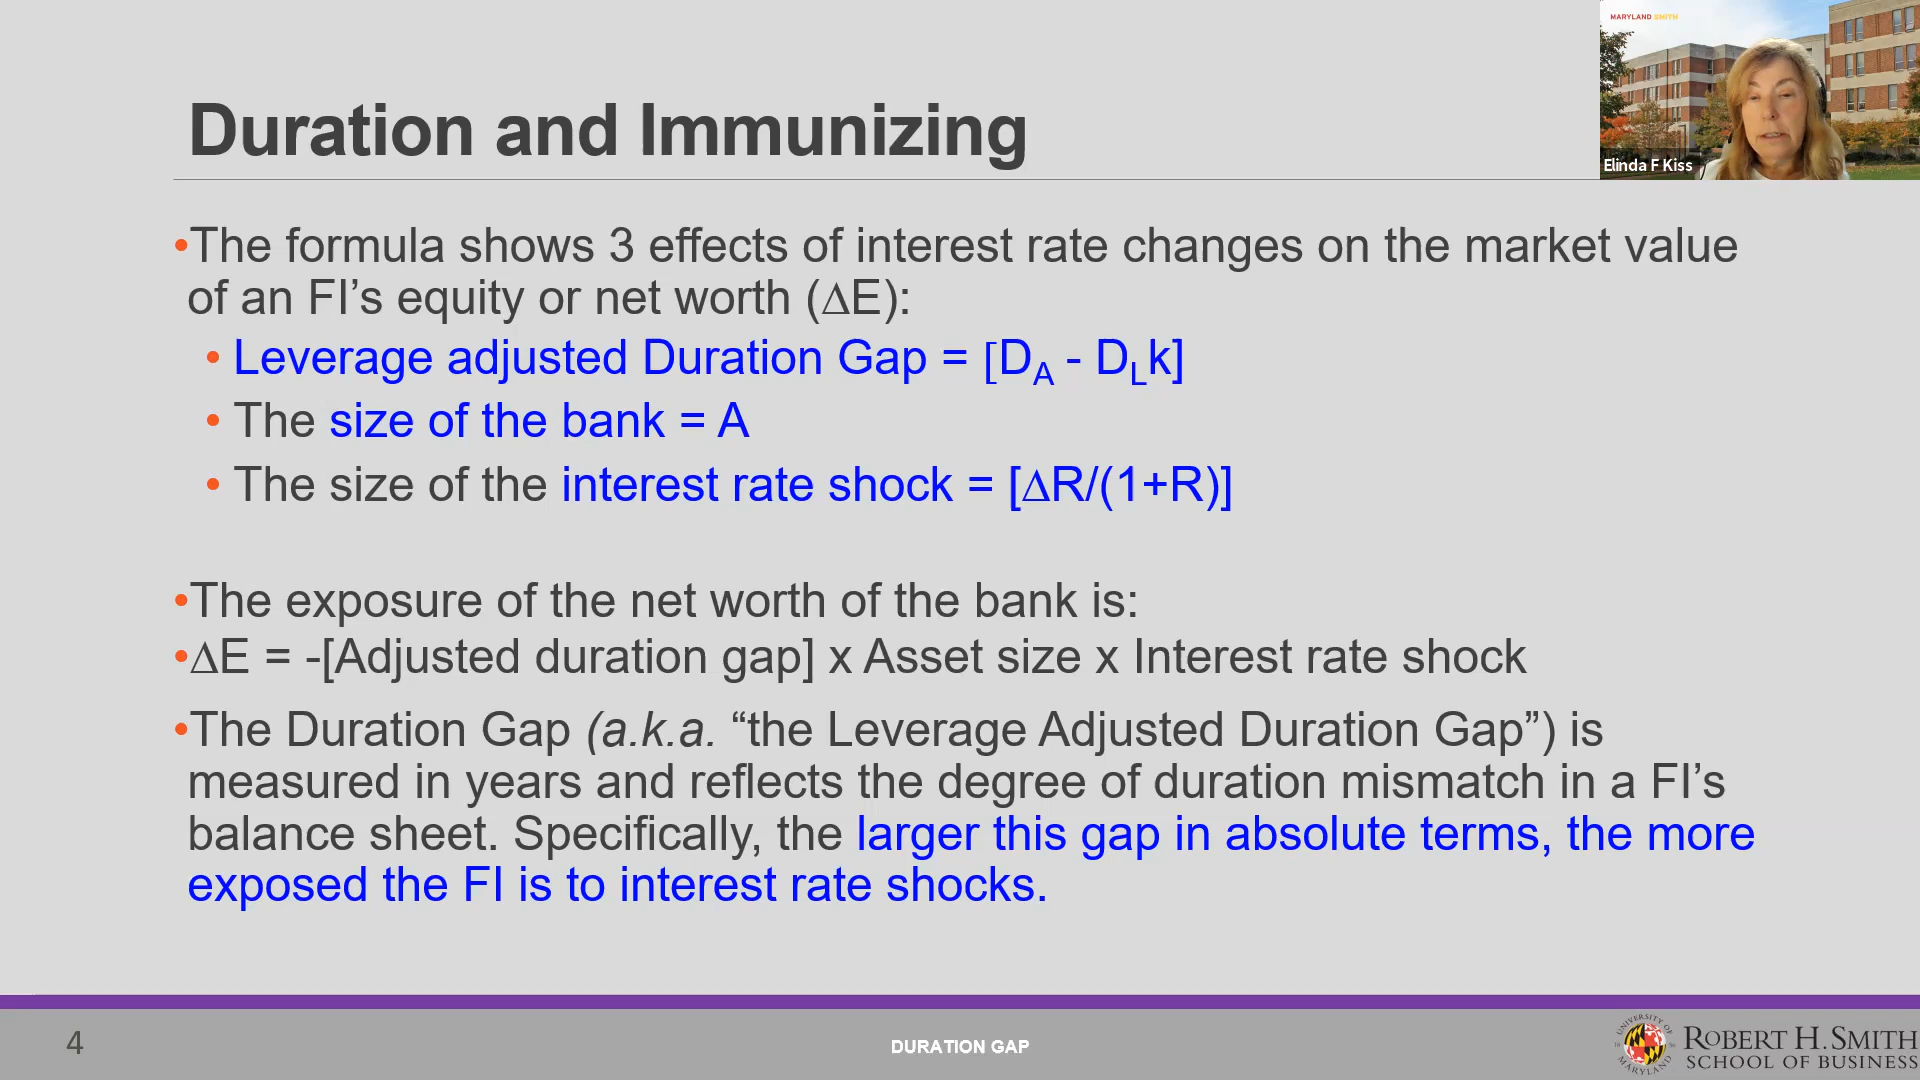 MARYLAND SMITH
Elinda F Kiss
Duration and Immunizing
•The formula shows 3 effects of interest rate changes on the market value
of an FI’s equity or net worth (∆E):
• Leverage adjusted Duration Gap = [D_A - D_Lk]
• The size of the bank = A
• The size of the interest rate shock = [∆R/(1+R)]
•The exposure of the net worth of the bank is:
•∆E = -[Adjusted duration gap] x Asset size x Interest rate shock
•The Duration Gap (a.k.a. “the Leverage Adjusted Duration Gap”) is
measured in years and reflects the degree of duration mismatch in a FI’s
balance sheet. Specifically, the larger this gap in absolute terms, the more
exposed the FI is to interest rate shocks.
4
DURATION GAP
UNIVERSITY OF
MARYLAND
ROBERT H. SMITH
SCHOOL OF BUSINESS